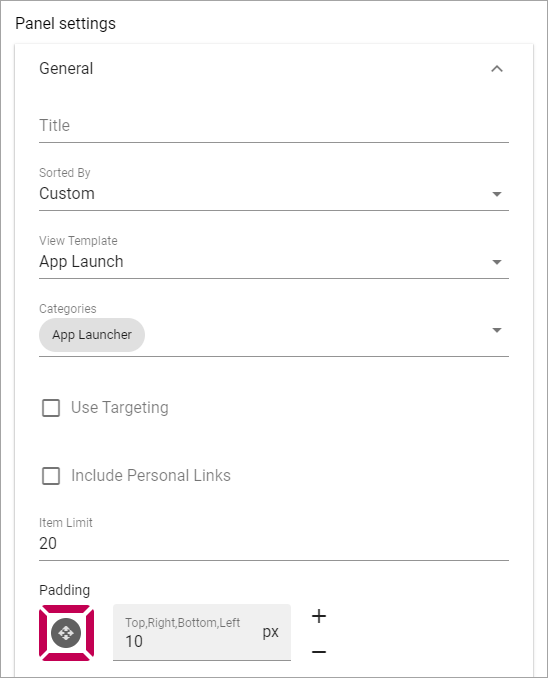 Panel settings
General
Title
Sorted By
Custom
View Template
App Launch
Categories
App Launcher
Use Targeting
Include Personal Links
Item Limit
20
Padding
Top,Right,Bottom,Left
10 px